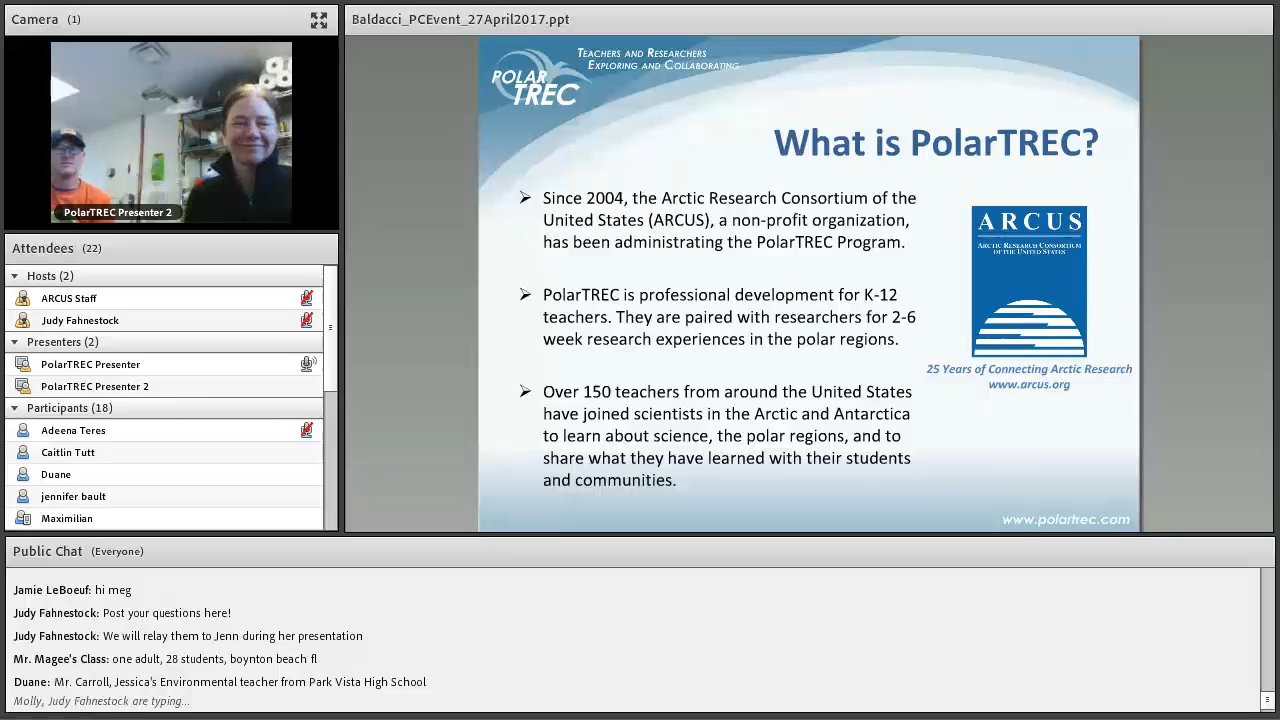 Camera (1)
PolarTREC Presenter 2
Attendees (22)
Hosts (2)
ARCUS Staff
Judy Fahnestock
Presenters (2)
PolarTREC Presenter
PolarTREC Presenter 2
Participants (18)
Adeena Teres
Caitlin Tutt
Duane
jennifer bault
Maximilian
Baldacci_PCEvent_27April2017.ppt
TEACHERS AND RESEARCHERS
EXPLORING AND COLLABORATING
POLAR
TREC
What is PolarTREC?
Since 2004, the Arctic Research Consortium of the
United States (ARCUS), a non-profit organization,
has been administrating the PolarTREC Program.
PolarTREC is professional development for K-12
teachers. They are paired with researchers for 2-6
week research experiences in the polar regions.
Over 150 teachers from around the United States
have joined scientists in the Arctic and Antarctica
to learn about science, the polar regions, and to
share what they have learned with their students
and communities.
ARCUS
ARCTIC RESEARCH CONSORTIUM
OF THE UNITED STATES
25 Years of Connecting Arctic Research
www.arcus.org
www.polartrec.com
Public Chat (Everyone)
Jamie LeBoeuf: hi meg
Judy Fahnestock: Post your questions here!
Judy Fahnestock: We will relay them to Jenn during her presentation
Mr. Magee's Class: one adult, 28 students, boynton beach fl
Duane: Mr. Carroll, Jessica's Environmental teacher from Park Vista High School
Molly, Judy Fahnestock are typing...